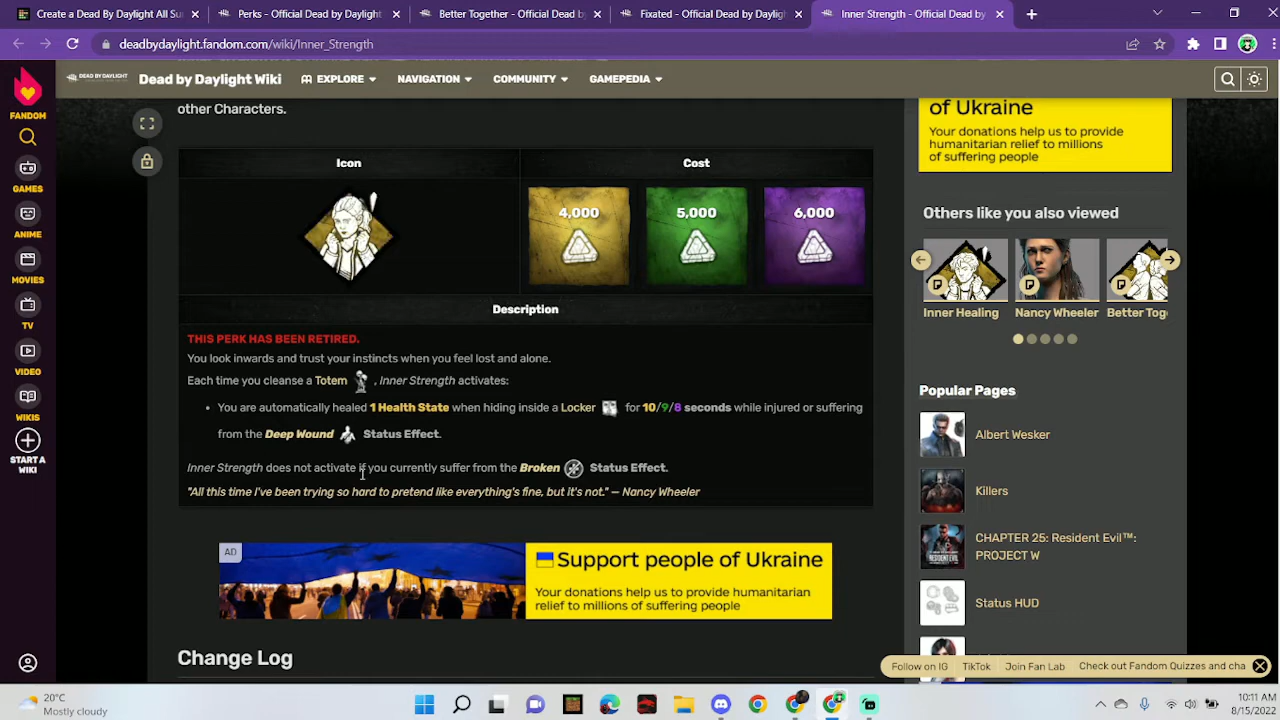 Create a 2022 All Su
Survivors - Official Dead by
Better Together - Official Dead by
Fixated - Official Dead by Dayligh
Inner Strength - Official Dead by
deadbydaylight.fandom.com/wiki/Inner_Strength
DEAD BY DAYLIGHT
Dead by Daylight Wiki
EXPLORE
NAVIGATION
COMMUNITY
GAMEPEDIA
FANDOM
GAMES
ANIME
MOVIES
TV
VIDEO
WIKIS
START A
WIKI
other Characters.
Icon
Cost
4,000
5,000
6,000
Description
THIS PERK HAS BEEN RETIRED.
You look inwards and trust your instincts when you feel lost and alone.
Each time you cleanse a Totem , Inner Strength activates:
• You are automatically healed 1 Health State when hiding inside a Locker for 10/9/8 seconds while injured or suffering
from the Deep Wound Status Effect.
Inner Strength does not activate if you currently suffer from the Broken Status Effect.
"All this time I've been trying so hard to pretend like everything's fine, but it's not." — Nancy Wheeler
AD
Support people of Ukraine
Your donations help us to provide humanitarian
relief to millions of suffering people
Change Log
of Ukraine
Your donations help us to provide
humanitarian relief to millions
of suffering people
Others like you also viewed
Inner Healing
Nancy Wheeler
Better Tog
Popular Pages
Albert Wesker
Killers
CHAPTER 25: Resident Evil™:
PROJECT W
Status HUD
Follow on IG
TikTok
Join Fan Lab
Check out Fandom Quizzes and cha
20°C
Mostly cloudy
10:11 AM
8/15/2022